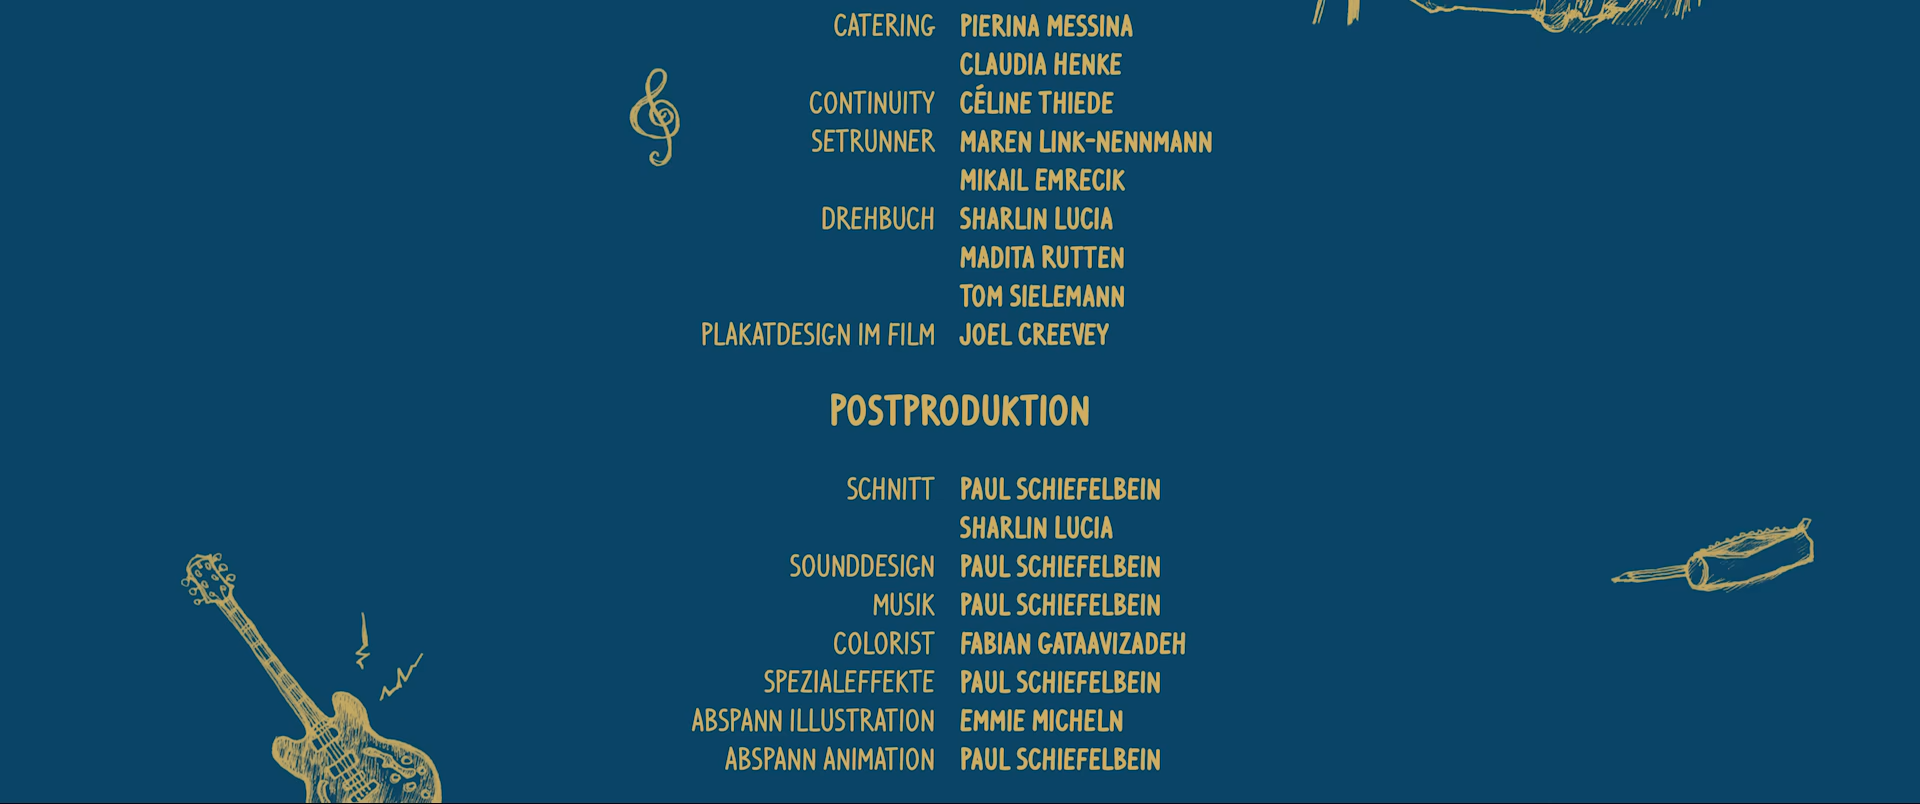 CATERING PIERINA MESSINA
CLAUDIA HENKE
CONTINUITY CÉLINE THIEDE
SETRUNNER MAREN LINK-NENNMANN
MIKAIL EMRECIK
DREHBUCH SHARLIN LUCIA
MADITA RUTTEN
TOM SIELEMANN
PLAKATDESIGN IM FILM JOEL CREEVEY
POSTPRODUKTION
SCHNITT PAUL SCHIEFELBEIN
SHARLIN LUCIA
SOUNDDESIGN PAUL SCHIEFELBEIN
MUSIK PAUL SCHIEFELBEIN
COLORIST FABIAN GATAAVIZADEH
SPEZIALEFFEKTE PAUL SCHIEFELBEIN
ABSPANN ILLUSTRATION EMMIE MICHELN
ABSPANN ANIMATION PAUL SCHIEFELBEIN